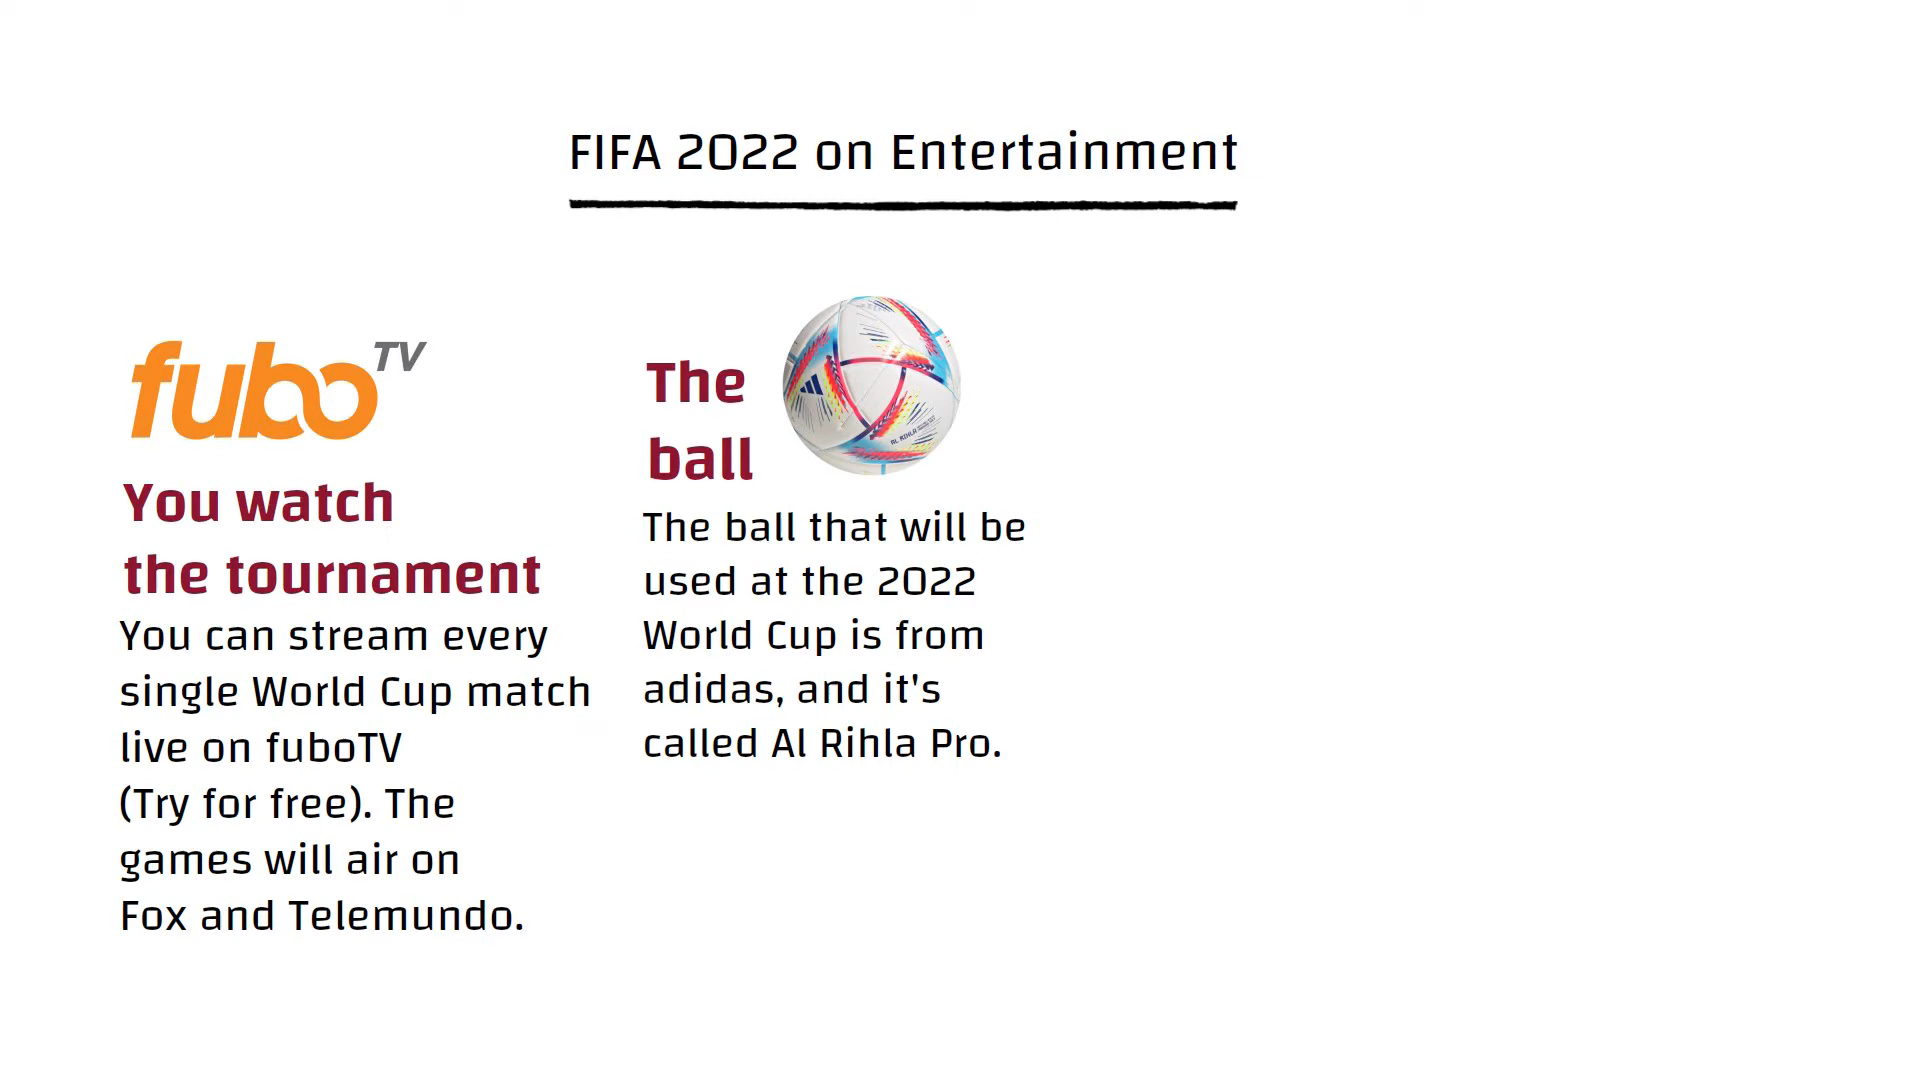 FIFA 2022 on Entertainment
fubo TV
You watch
the tournament
You can stream every
single World Cup match
live on fuboTV
(Try for free). The
games will air on
Fox and Telemundo.
The
ball
AL RIHLA
The ball that will be
used at the 2022
World Cup is from
adidas, and it's
called Al Rihla Pro.